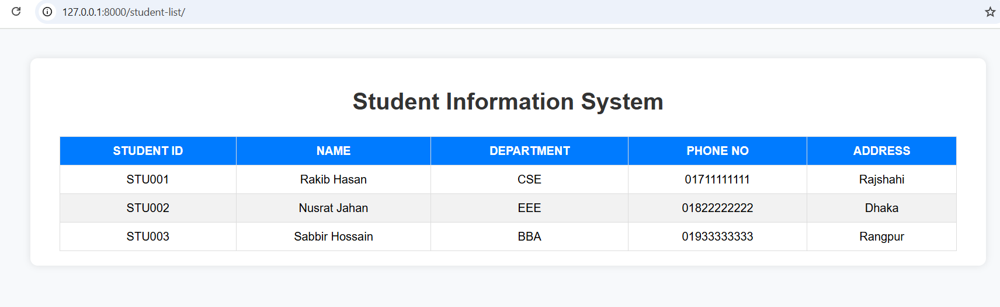 127.0.0.1:8000/student-list/
Student Information System
STUDENT ID NAME DEPARTMENT PHONE NO ADDRESS
STU001 Rakib Hasan CSE 01711111111 Rajshahi
STU002 Nusrat Jahan EEE 01822222222 Dhaka
STU003 Sabbir Hossain BBA 01933333333 Rangpur